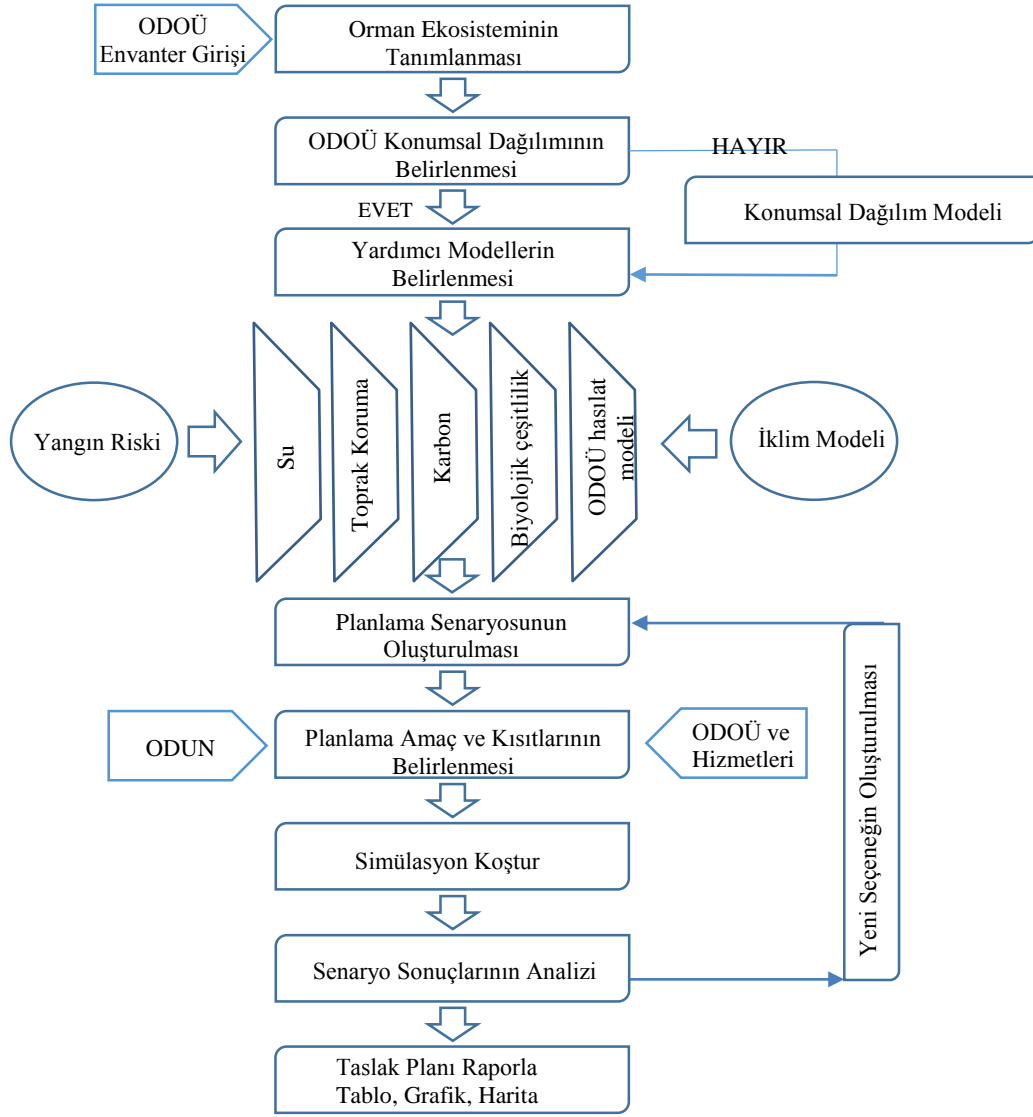 ODOÜ
Envanter Girişi
Orman Ekosisteminin
Tanımlanması
ODOÜ Konumsal Dağılımının
Belirlenmesi
HAYIR
Konumsal Dağılım Modeli
EVET
Yardımcı Modellerin
Belirlenmesi
Yangın Riski
Su
Toprak Koruma
Karbon
Biyolojik çeşitlilik
ODOÜ hasılat
modeli
İklim Modeli
Planlama Senaryosunun
Oluşturulması
ODUN
Planlama Amaç ve Kısıtlarının
Belirlenmesi
ODOÜ ve
Hizmetleri
Yeni Seçeneğin Oluşturulması
Simülasyon Koştur
Senaryo Sonuçlarının Analizi
Taslak Planı Raporla
Tablo, Grafik, Harita